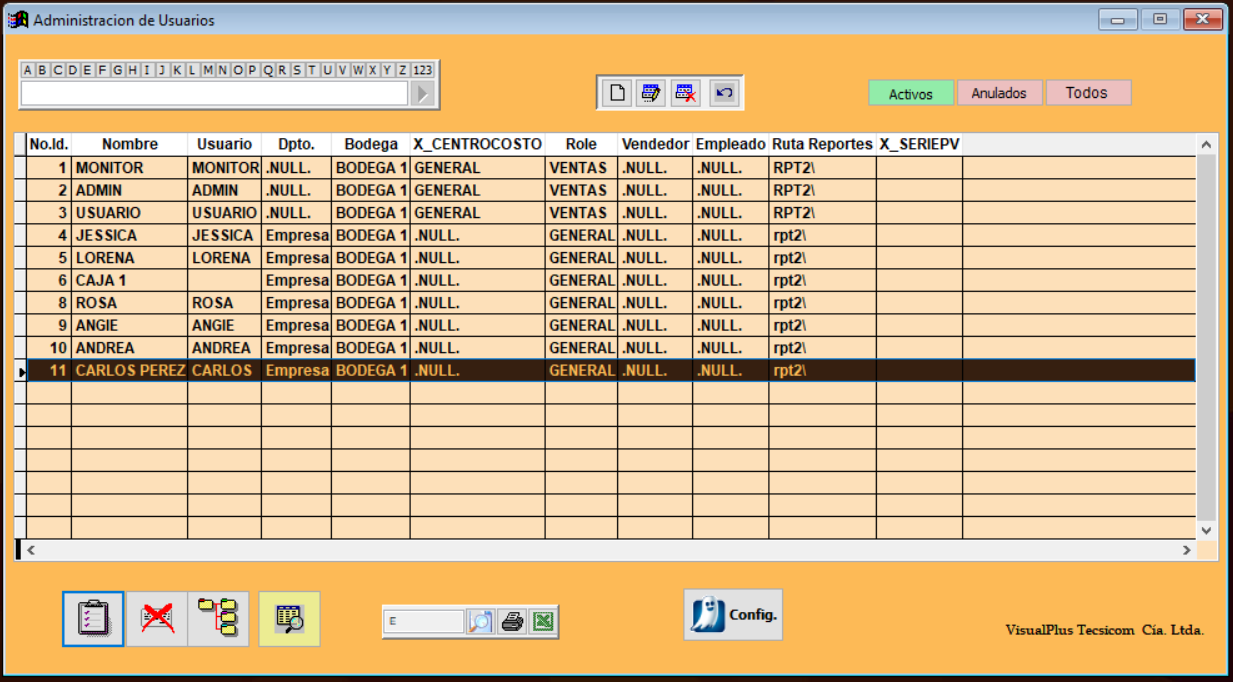 Administracion de Usuarios
A B C D E F G H I J K L M N O P Q R S T U V W X Y Z 123
Activos Anulados Todos
No.Id. Nombre Usuario Dpto. Bodega X_CENTROCOSTO Role Vendedor Empleado Ruta Reportes X_SERIEPV
1 MONITOR MONITOR .NULL. BODEGA 1 GENERAL VENTAS .NULL. .NULL. RPT2\
2 ADMIN ADMIN .NULL. BODEGA 1 GENERAL VENTAS .NULL. .NULL. RPT2\
3 USUARIO USUARIO .NULL. BODEGA 1 GENERAL VENTAS .NULL. .NULL. RPT2\
4 JESSICA JESSICA Empresa BODEGA 1 .NULL. GENERAL .NULL. .NULL. rpt2\
5 LORENA LORENA Empresa BODEGA 1 .NULL. GENERAL .NULL. .NULL. rpt2\
6 CAJA 1 Empresa BODEGA 1 .NULL. GENERAL .NULL. .NULL. rpt2\
8 ROSA ROSA Empresa BODEGA 1 .NULL. GENERAL .NULL. .NULL. rpt2\
9 ANGIE ANGIE Empresa BODEGA 1 .NULL. GENERAL .NULL. .NULL. rpt2\
10 ANDREA ANDREA Empresa BODEGA 1 .NULL. GENERAL .NULL. .NULL. rpt2\
11 CARLOS PEREZ CARLOS Empresa BODEGA 1 .NULL. GENERAL .NULL. .NULL. rpt2\
E
Config.
VisualPlus Tecsicom Cía. Ltda.